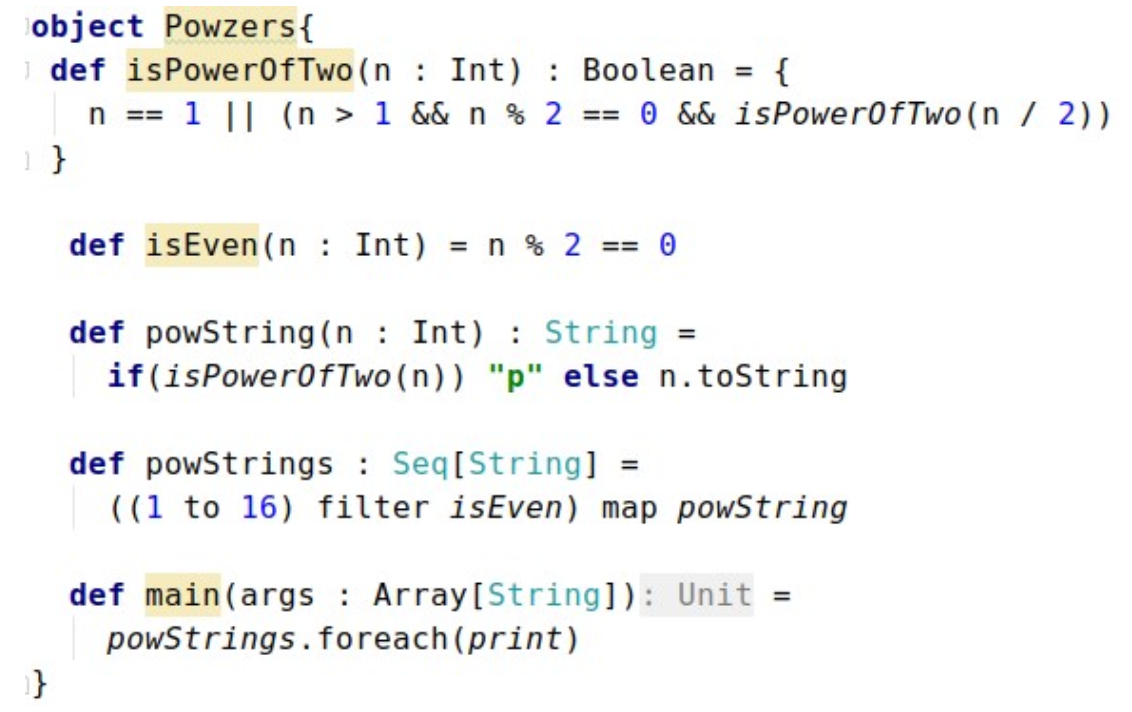 object Powzers{
def isPowerOfTwo(n : Int) : Boolean = {
n == 1 || (n > 1 && n % 2 == 0 && isPowerOfTwo(n / 2))
}
def isEven(n : Int) = n % 2 == 0
def powString(n : Int) : String =
if(isPowerOfTwo(n)) "p" else n.toString
def powStrings : Seq[String] =
((1 to 16) filter isEven) map powString
def main(args : Array[String]): Unit =
powStrings.foreach(print)
}